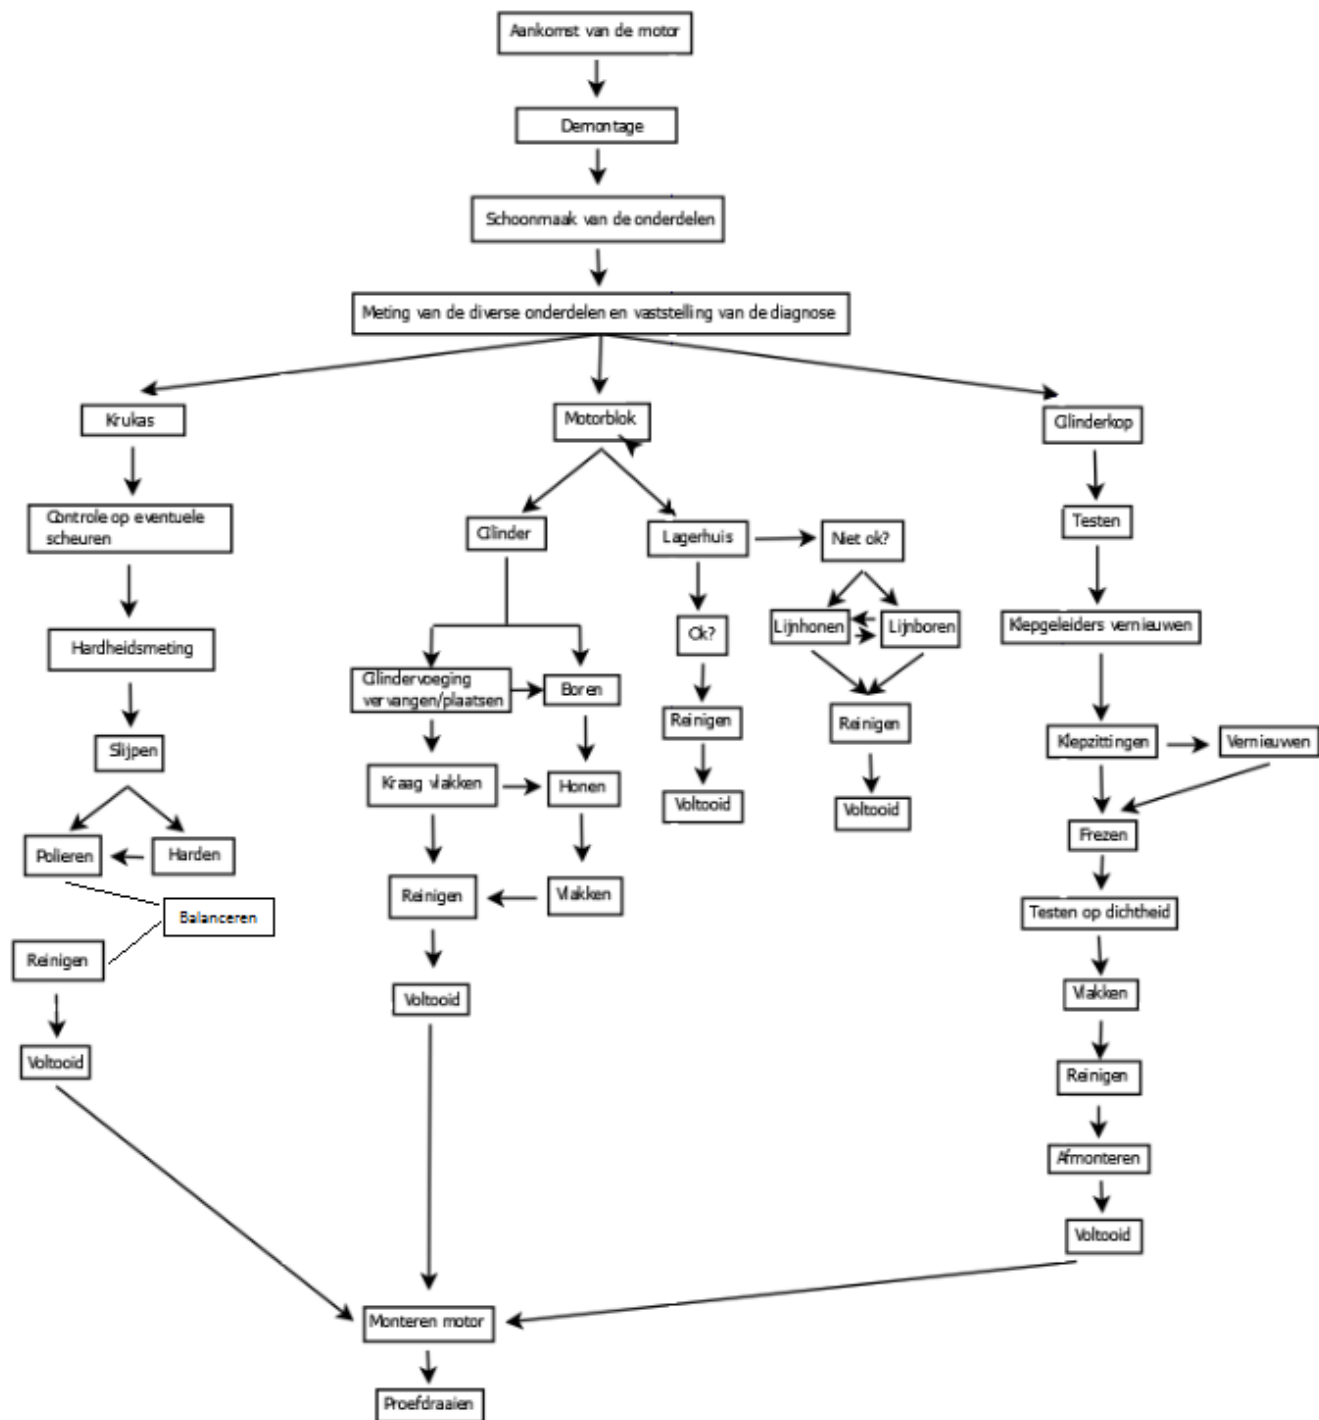 Aankomst van de motor
Demontage
Schoonmaak van de onderdelen
Meting van de diverse onderdelen en vaststelling van de diagnose
Krukas
Motorblok
Cilinderkop
Controle op eventuele
scheuren
Cilinder
Lagerhuis
Niet ok?
Testen
Hardheidsmeting
Ok?
Lijnhonen
Lijnboren
Klepgeleiders vernieuwen
Slijpen
Cilindervoeging
vervangen/plaatsen
Boren
Reinigen
Reinigen
Klepzittingen
Vernieuwen
Kraag vlakken
Honen
Voltooid
Voltooid
Frezen
Polieren
Harden
Reinigen
Vlakken
Testen op dichtheid
Balanceren
Reinigen
Voltooid
Vlakken
Voltooid
Reinigen
Afmonteren
Voltooid
Monteren motor
Proefdraaien